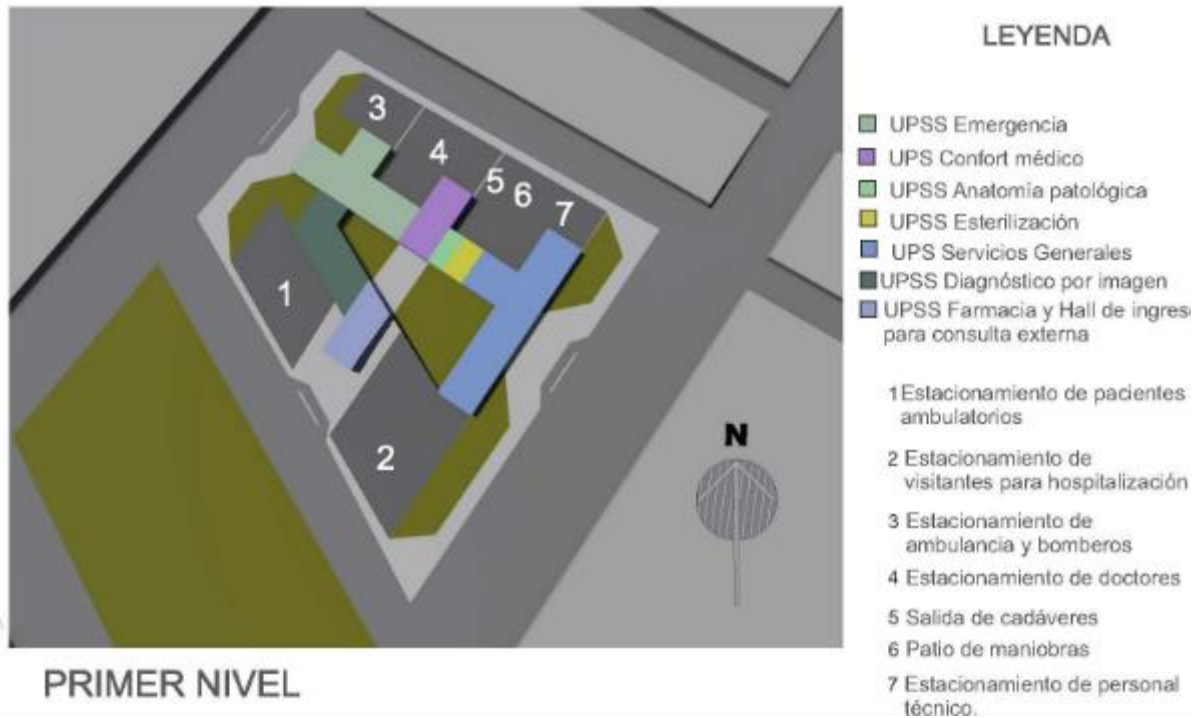 LEYENDA
UPSS Emergencia
UPS Confort médico
UPSS Anatomía patológica
UPSS Esterilización
UPS Servicios Generales
UPSS Diagnóstico por imagen
UPSS Farmacia y Hall de ingres
para consulta externa
1 Estacionamiento de pacientes
ambulatorios
2 Estacionamiento de
visitantes para hospitalización
3 Estacionamiento de
ambulancia y bomberos
4 Estacionamiento de doctores
5 Salida de cadáveres
6 Patio de maniobras
7 Estacionamiento de personal
técnico.
3
4
5
6
7
1
2
N
PRIMER NIVEL